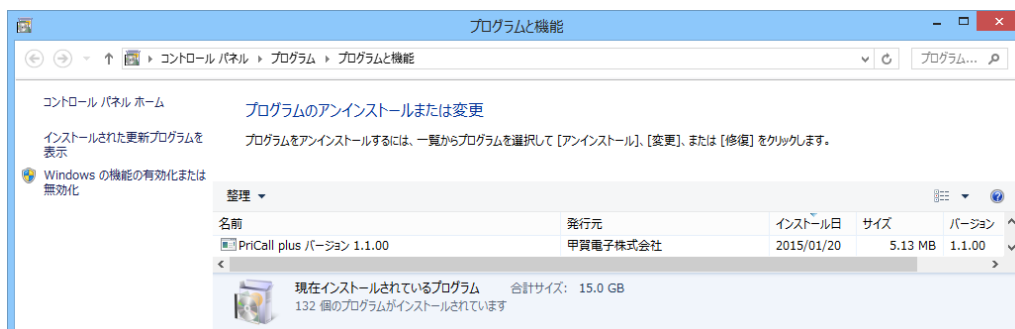 プログラムと機能
コントロール パネル プログラム プログラムと機能
プログラム...
コントロール パネル ホーム
インストールされた更新プログラムを
表示
Windows の機能の有効化または
無効化
プログラムのアンインストールまたは変更
プログラムをアンインストールするには、一覧からプログラムを選択して [アンインストール]、[変更]、または [修復] をクリックします。
整理
名前 発行元 インストール日 サイズ バージョン
PriCall plus バージョン 1.1.00 甲賀電子株式会社 2015/01/20 5.13 MB 1.1.00
現在インストールされているプログラム 合計サイズ: 15.0 GB
132 個のプログラムがインストールされています